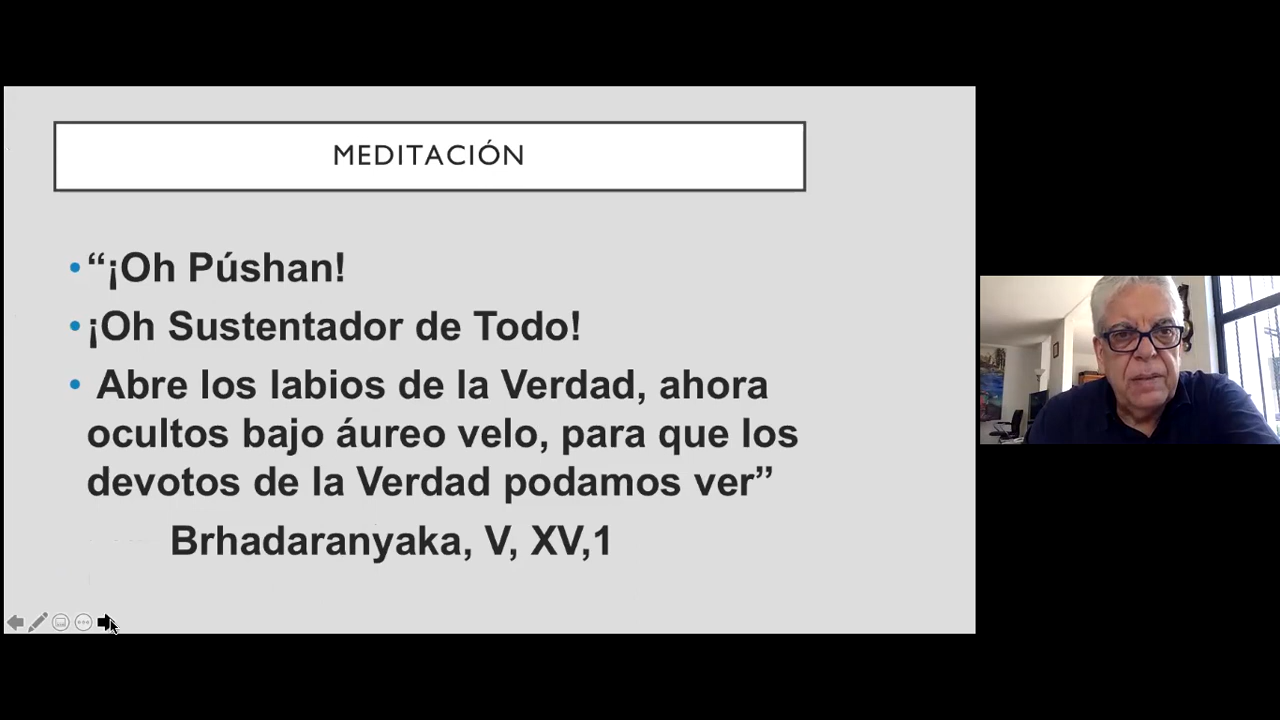 MEDITACIÓN
• “¡Oh Púshan!
• ¡Oh Sustentador de Todo!
• Abre los labios de la Verdad, ahora
ocultos bajo áureo velo, para que los
devotos de la Verdad podamos ver”
Brhadaranyaka, V, XV,1